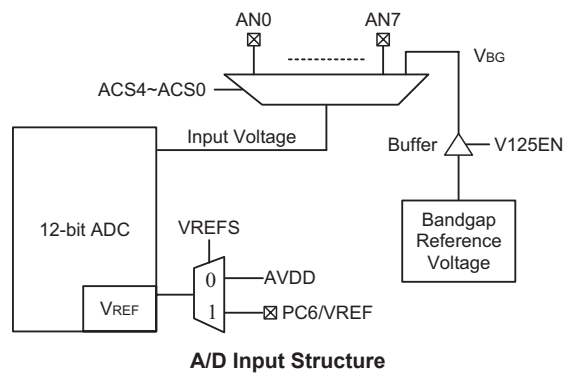 AN0
AN7
VBG
ACS4~ACS0
Input Voltage
Buffer
V125EN
12-bit ADC
Bandgap
Reference
Voltage
VREFS
0
AVDD
VREF
1
PC6/VREF
A/D Input Structure